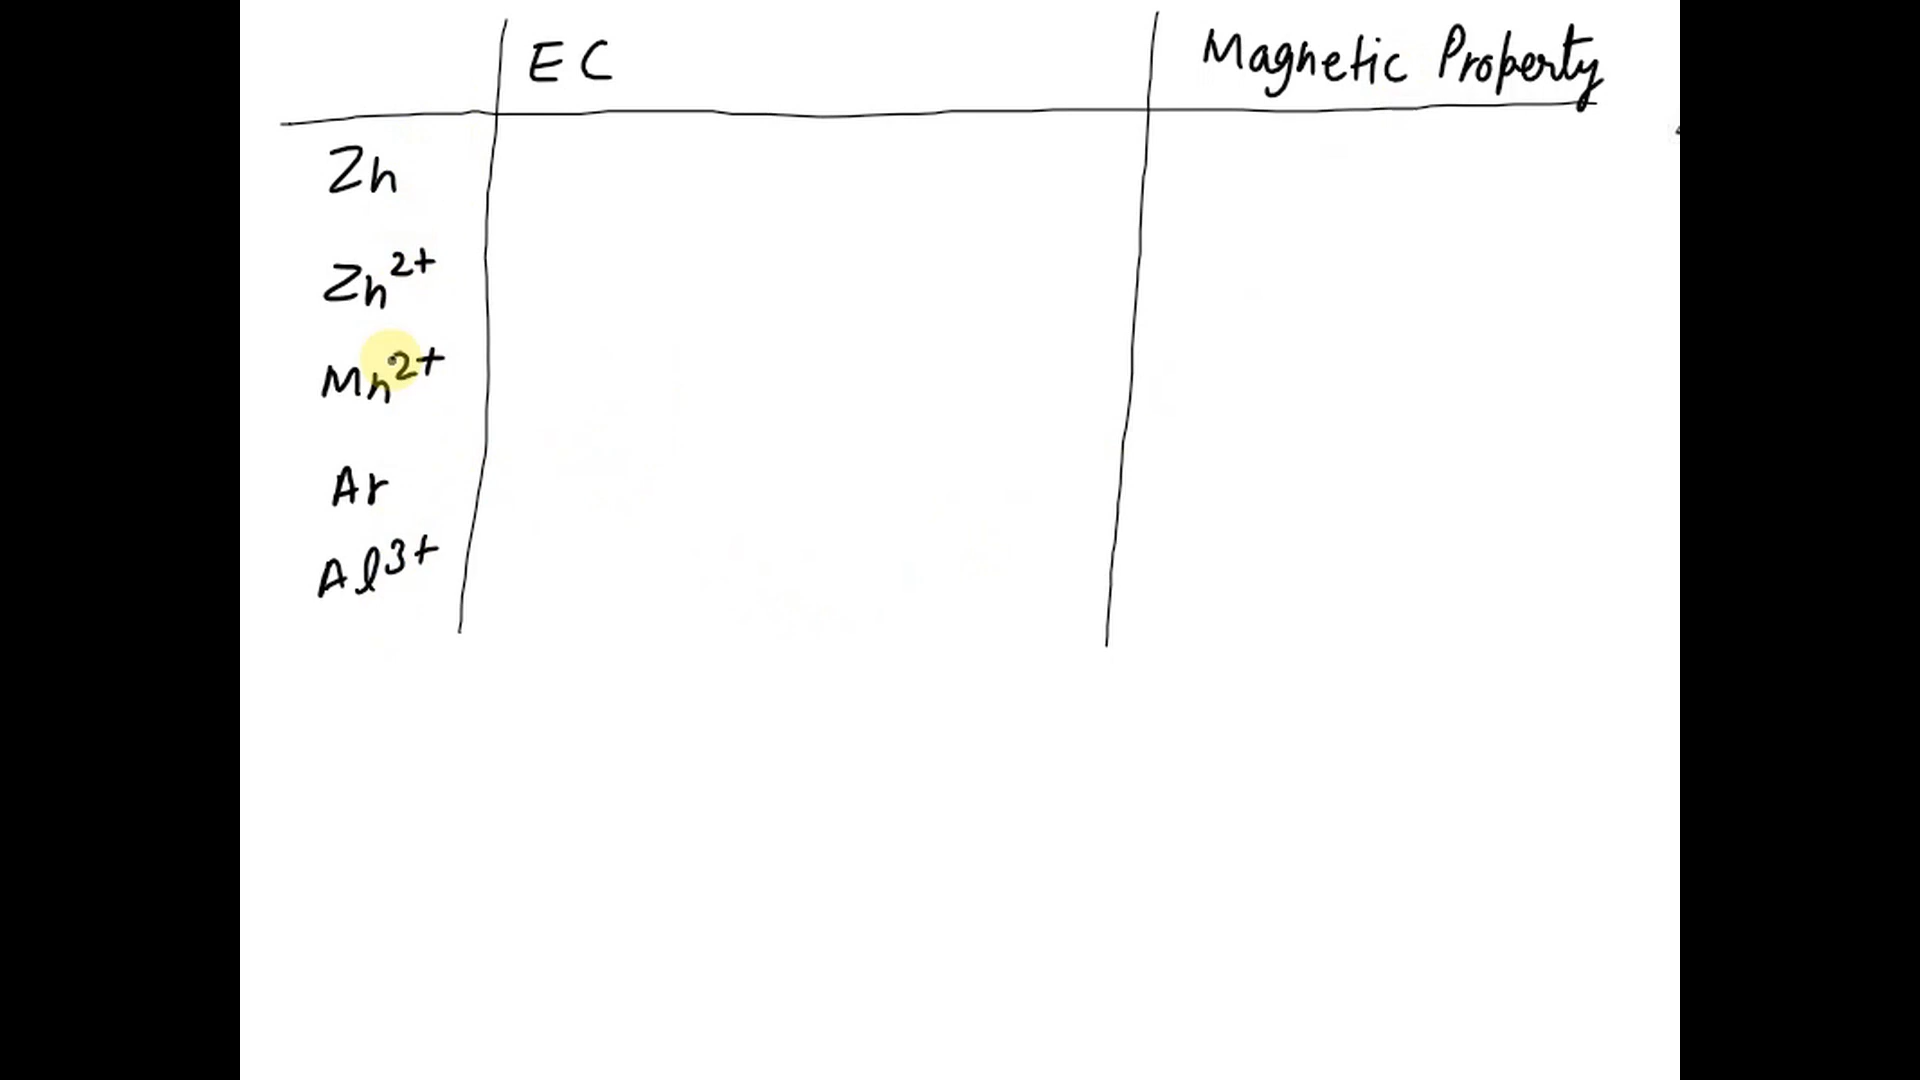 EC Magnetic Property
Zn
Zn²⁺
Mn²⁺
Ar
Al³⁺